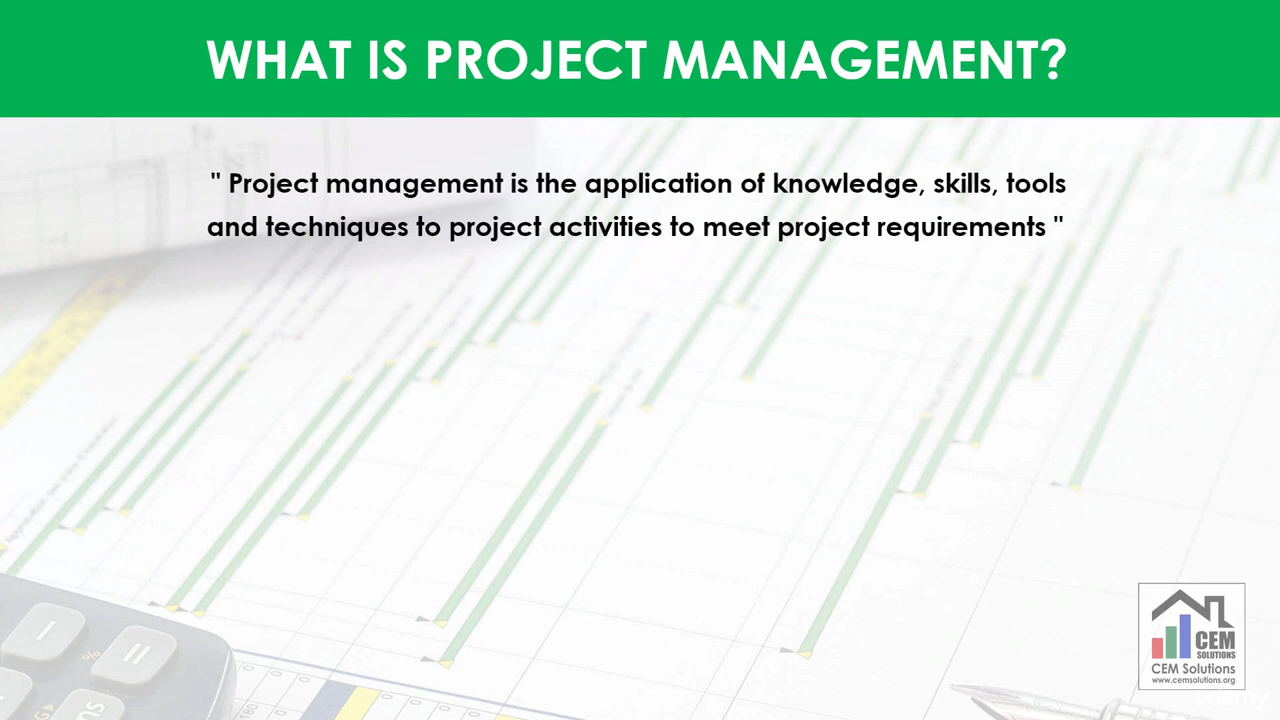 WHAT IS PROJECT MANAGEMENT?
" Project management is the application of knowledge, skills, tools
and techniques to project activities to meet project requirements "
CEM
SOLUTIONS
CEM Solutions
www.cemsolutions.org
udemy